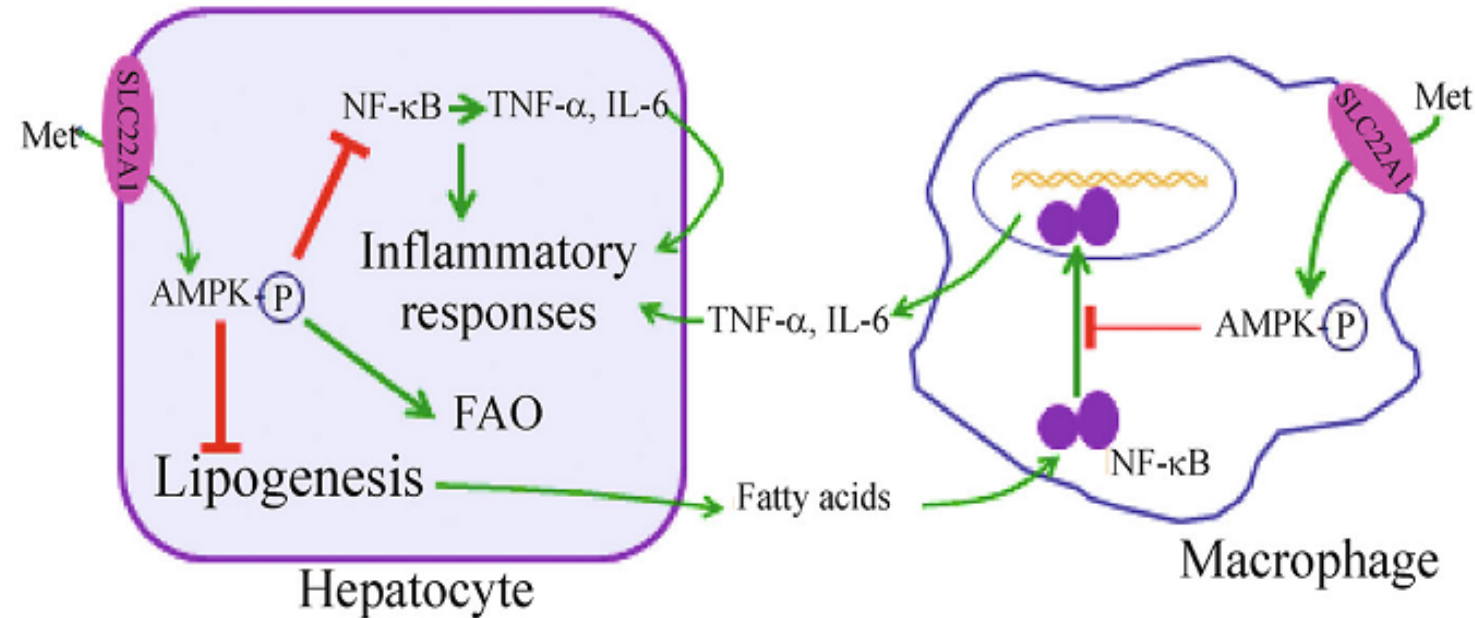 Met
SLC22A1
NF-κB
TNF-α, IL-6
Inflammatory
responses
AMPK-P
FAO
Lipogenesis
Hepatocyte
TNF-α, IL-6
Fatty acids
SLC22A1
Met
AMPK-P
NF-κB
Macrophage